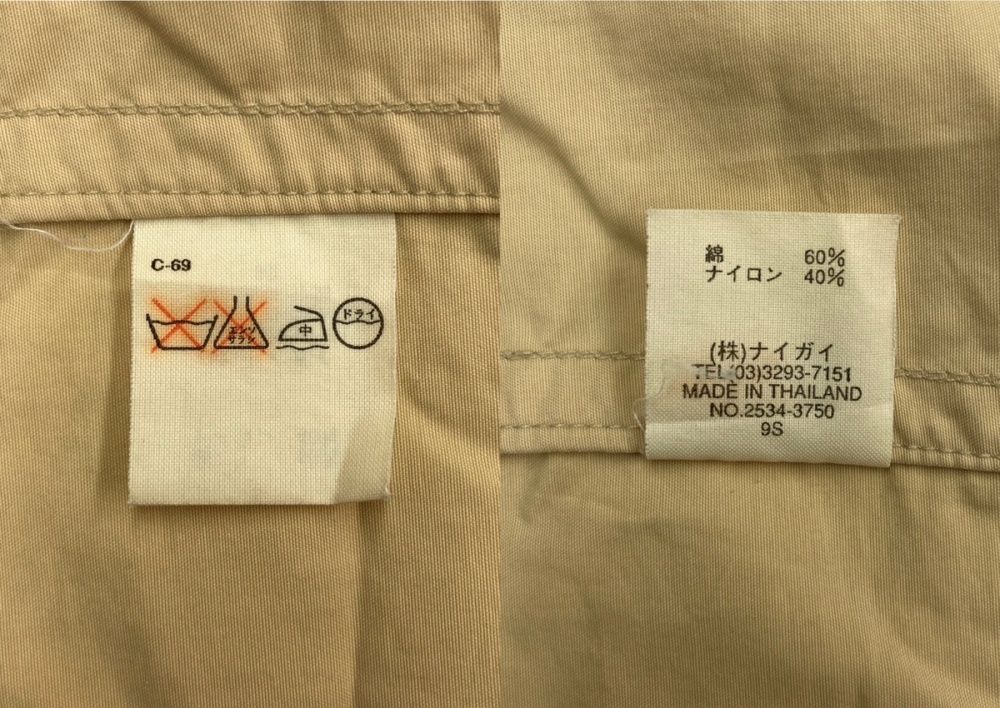 C-69
エンソ
サラシ
中
ドライ
綿 60%
ナイロン 40%
(株)ナイガイ
TEL(03)3293-7151
MADE IN THAILAND
NO.2534-3750
9S